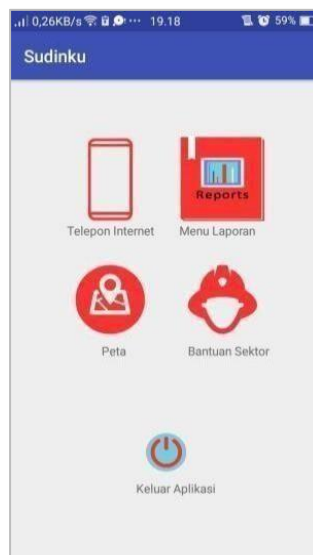 0,26KB/s ··· 19.18 59%
Sudinku
Reports
Telepon Internet Menu Laporan
Peta Bantuan Sektor
Keluar Aplikasi